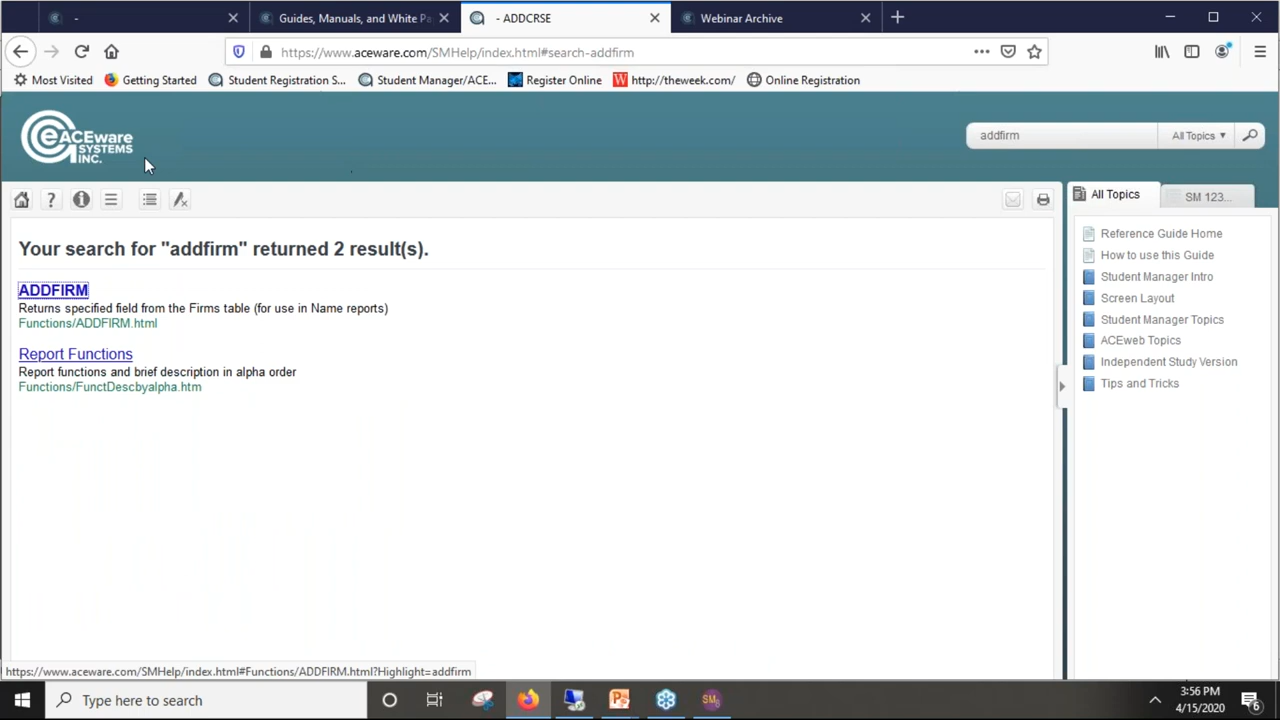 -
Guides, Manuals, and White Pa
- ADDCRSE
Webinar Archive
https://www.aceware.com/SMHelp/index.html#search-addfirm
Most Visited
Getting Started
Student Registration S...
Student Manager/ACE...
Register Online
http://theweek.com/
Online Registration
ACEware
SYSTEMS
INC.
addfirm
All Topics
All Topics
SM 123...
Your search for "addfirm" returned 2 result(s).
ADDFIRM
Returns specified field from the Firms table (for use in Name reports)
Functions/ADDFIRM.html
Report Functions
Report functions and brief description in alpha order
Functions/FunctDescbyalpha.htm
Reference Guide Home
How to use this Guide
Student Manager Intro
Screen Layout
Student Manager Topics
ACEweb Topics
Independent Study Version
Tips and Tricks
https://www.aceware.com/SMHelp/index.html#Functions/ADDFIRM.html?Highlight=addfirm
Type here to search
3:56 PM
4/15/2020
6